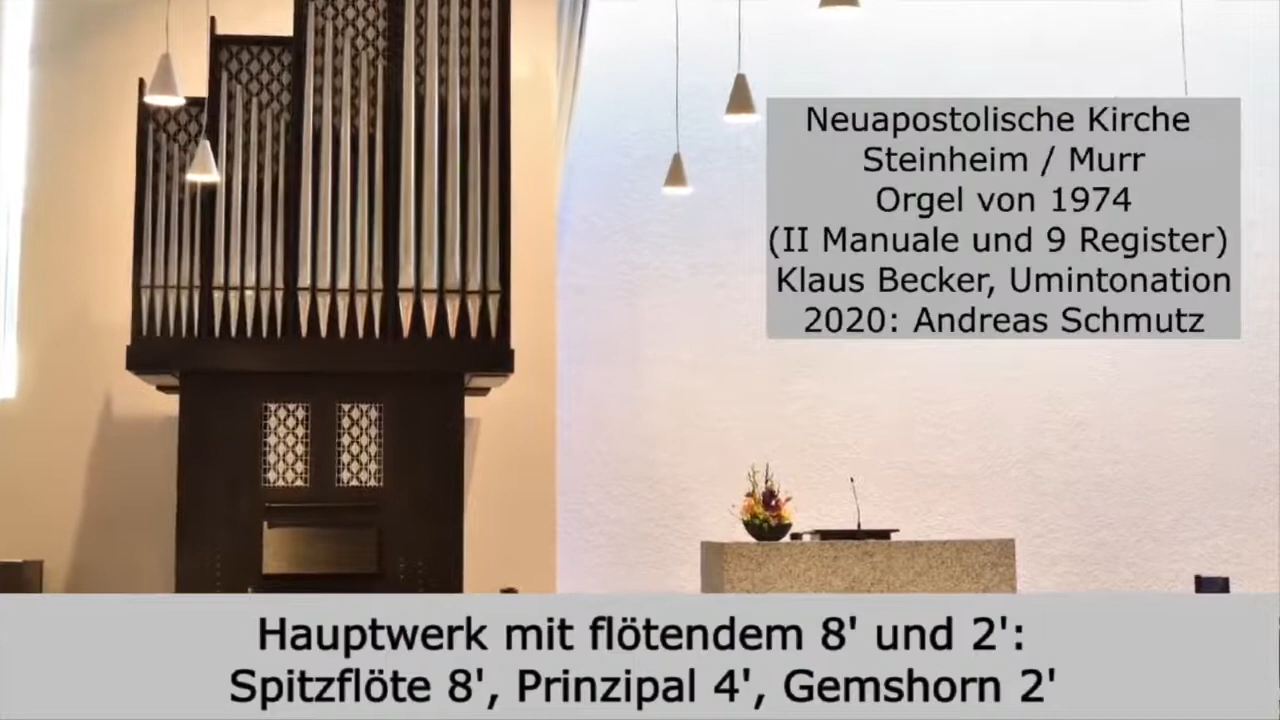 Neuapostolische Kirche
Steinheim / Murr
Orgel von 1974
(II Manuale und 9 Register)
Klaus Becker, Umintonation
2020: Andreas Schmutz
Hauptwerk mit flötendem 8' und 2':
Spitzflöte 8', Prinzipal 4', Gemshorn 2'